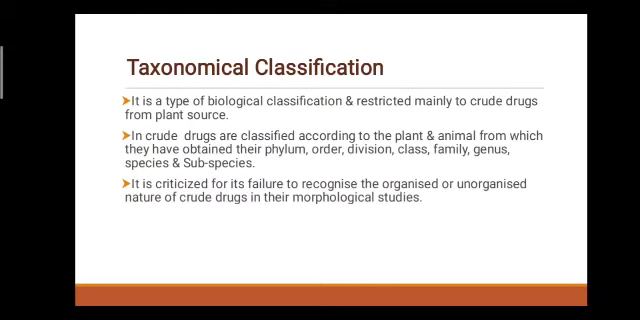 Taxonomical Classification
➤It is a type of biological classification & restricted mainly to crude drugs
from plant source.
➤In crude drugs are classified according to the plant & animal from which
they have obtained their phylum, order, division, class, family, genus,
species & Sub-species.
➤It is criticized for its failure to recognise the organised or unorganised
nature of crude drugs in their morphological studies.